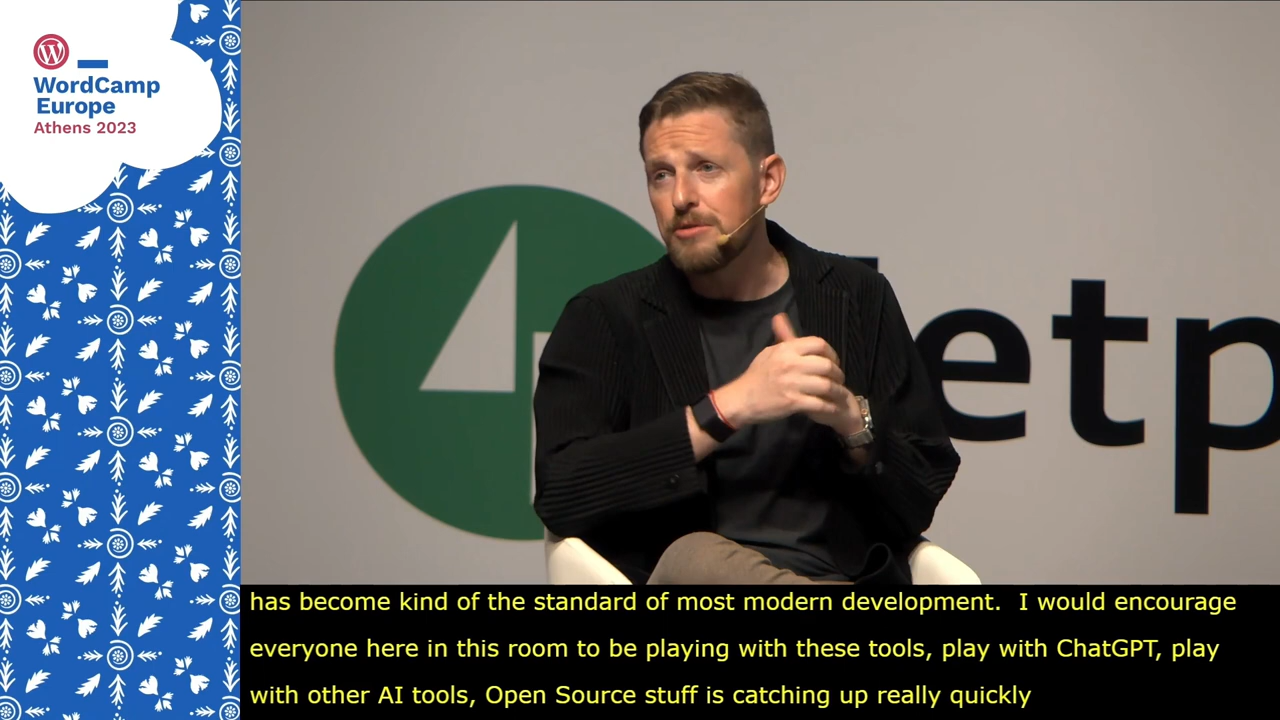 WordCamp
Europe
Athens 2023
etp
has become kind of the standard of most modern development.  I would encourage
everyone here in this room to be playing with these tools, play with ChatGPT, play
with other AI tools, Open Source stuff is catching up really quickly